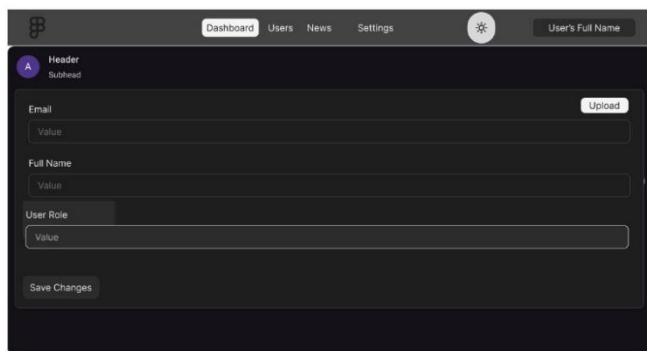 Dashboard Users News Settings User's Full Name
A
Header
Subhead
Upload
Email
Value
Full Name
Value
User Role
Value
Save Changes